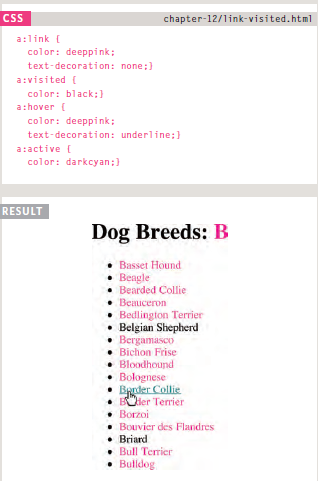 CSS
chapter-12/link-visited.html
a:link {
color: deeppink;
text-decoration: none;}
a:visited {
color: black;}
a:hover {
color: deeppink;
text-decoration: underline;}
a:active {
color: darkcyan;}
RESULT
Dog Breeds: B
Basset Hound
Beagle
Bearded Collie
Beauceron
Bedlington Terrier
Belgian Shepherd
Bergamasco
Bichon Frise
Bloodhound
Bolognese
Border Collie
Border Terrier
Borzoi
Bouvier des Flandres
Briard
Bull Terrier
Bulldog